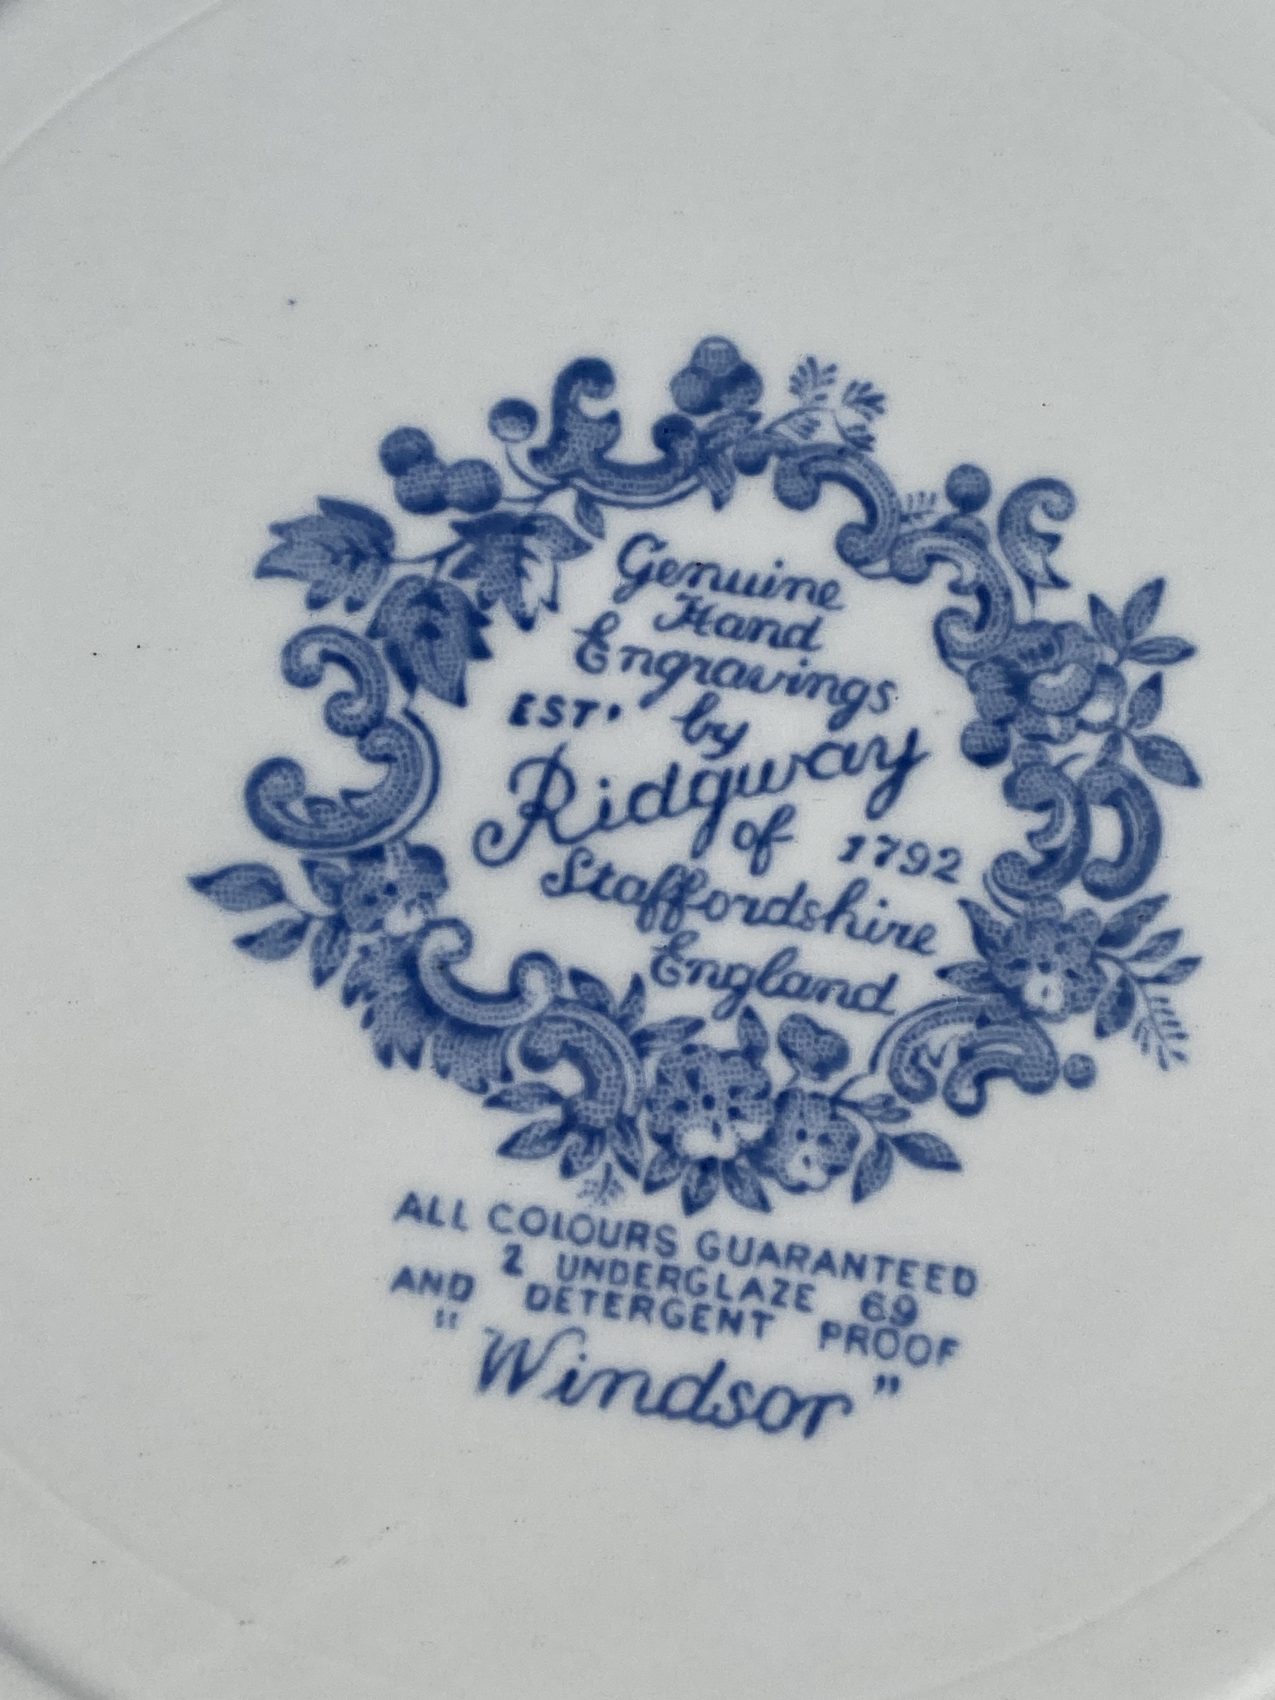 Genuine
Hand
Engravings
EST' by
Ridgway
of 1792
Staffordshire
England
ALL COLOURS GUARANTEED
2 UNDERGLAZE 69
AND DETERGENT PROOF
"Windsor"